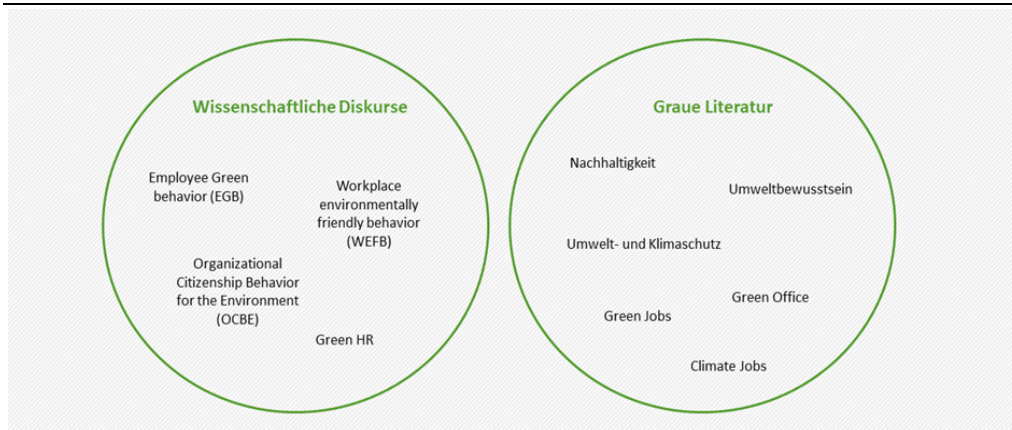 Wissenschaftliche Diskurse
Employee Green
behavior (EGB)
Workplace
environmentally
friendly behavior
(WEFB)
Organizational
Citizenship Behavior
for the Environment
(OCBE)
Green HR
Graue Literatur
Nachhaltigkeit
Umweltbewusstsein
Umwelt- und Klimaschutz
Green Office
Green Jobs
Climate Jobs